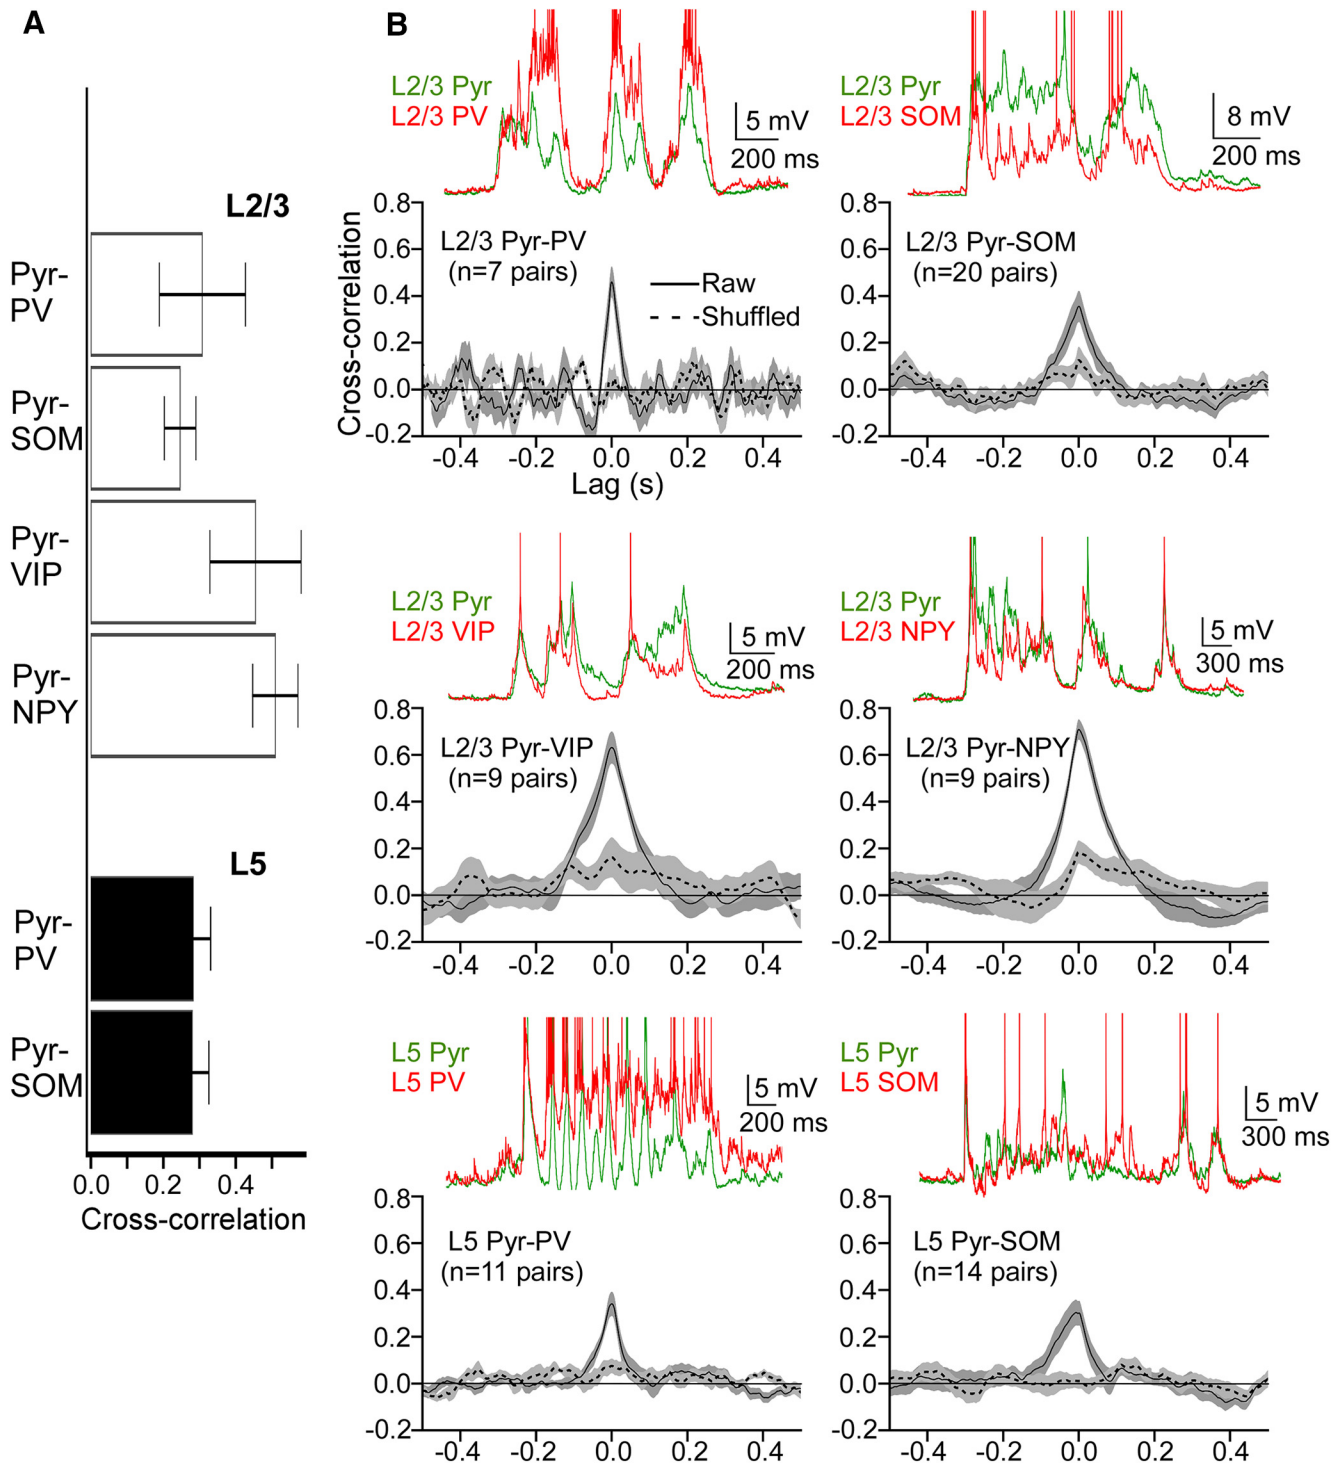 A
L2/3
Pyr-
PV
Pyr-
SOM
Pyr-
VIP
Pyr-
NPY
L5
Pyr-
PV
Pyr-
SOM
0.0 0.2 0.4
Cross-correlation
B
L2/3 Pyr
L2/3 PV
5 mV
200 ms
0.8
0.6
0.4
0.2
0.0
-0.2
Cross-correlation
L2/3 Pyr-PV
(n=7 pairs)
Raw
Shuffled
-0.4 -0.2 0.0 0.2 0.4
Lag (s)
L2/3 Pyr
L2/3 SOM
8 mV
200 ms
0.8
0.6
0.4
0.2
0.0
-0.2
L2/3 Pyr-SOM
(n=20 pairs)
-0.4 -0.2 0.0 0.2 0.4
L2/3 Pyr
L2/3 VIP
5 mV
200 ms
0.8
0.6
0.4
0.2
0.0
-0.2
L2/3 Pyr-VIP
(n=9 pairs)
-0.4 -0.2 0.0 0.2 0.4
L2/3 Pyr
L2/3 NPY
5 mV
300 ms
0.8
0.6
0.4
0.2
0.0
-0.2
L2/3 Pyr-NPY
(n=9 pairs)
-0.4 -0.2 0.0 0.2 0.4
L5 Pyr
L5 PV
5 mV
200 ms
0.8
0.6
0.4
0.2
0.0
-0.2
L5 Pyr-PV
(n=11 pairs)
-0.4 -0.2 0.0 0.2 0.4
L5 Pyr
L5 SOM
5 mV
300 ms
0.8
0.6
0.4
0.2
0.0
-0.2
L5 Pyr-SOM
(n=14 pairs)
-0.4 -0.2 0.0 0.2 0.4